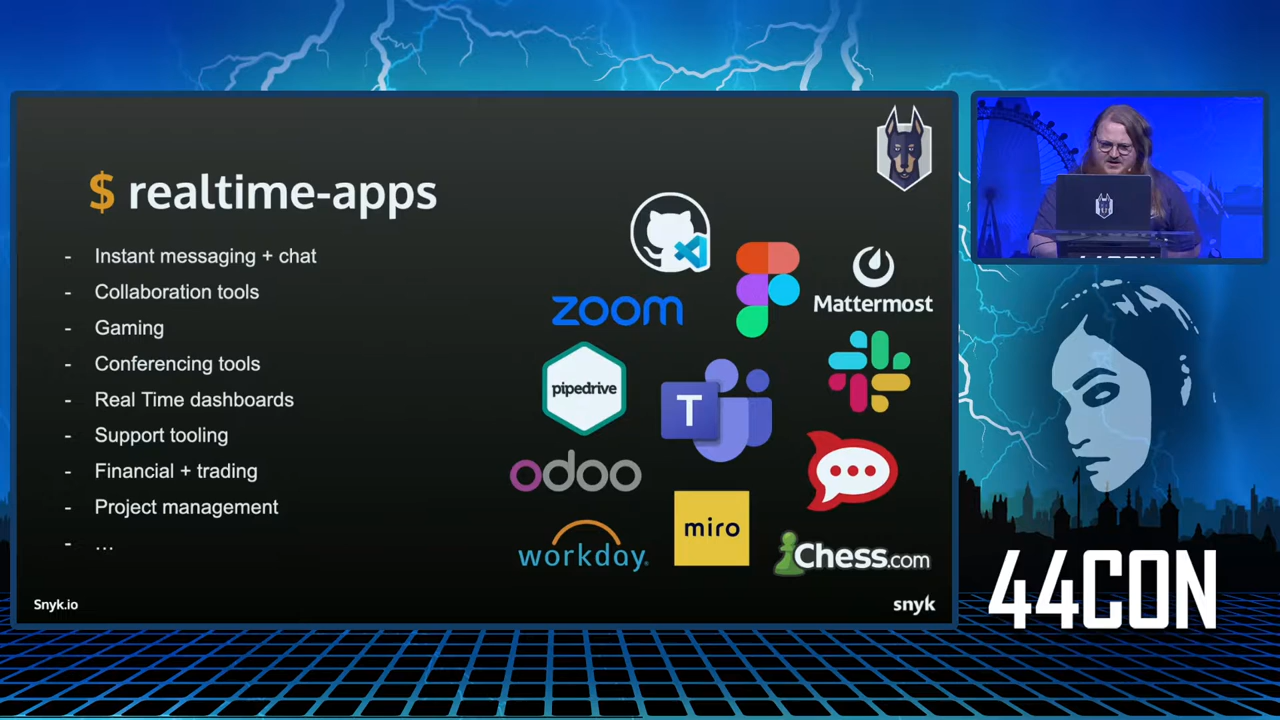 $ realtime-apps
- Instant messaging + chat
- Collaboration tools
- Gaming
- Conferencing tools
- Real Time dashboards
- Support tooling
- Financial + trading
- Project management
- …
zoom
Mattermost
pipedrive
T
odoo
workday
miro
Chess.com
Snyk.io
snyk
44CON
44CON